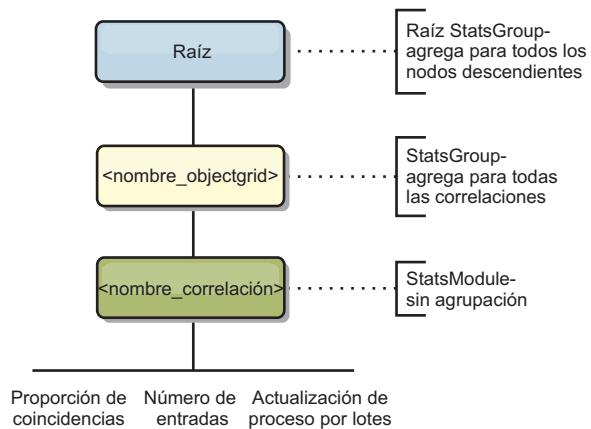 Raíz
Raíz StatsGroup-
agrega para todos los
nodos descendientes
<nombre_objectgrid>
StatsGroup-
agrega para todas
las correlaciones
<nombre_correlación>
StatsModule-
sin agrupación
Proporción de
coincidencias
Número de
entradas
Actualización de
proceso por lotes